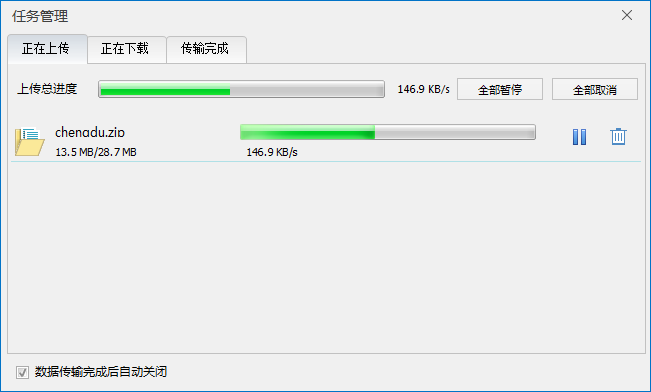 任务管理
正在上传 正在下载 传输完成
上传总进度 146.9 KB/s 全部暂停 全部取消
chengdu.zip
13.5 MB/28.7 MB 146.9 KB/s
数据传输完成后自动关闭